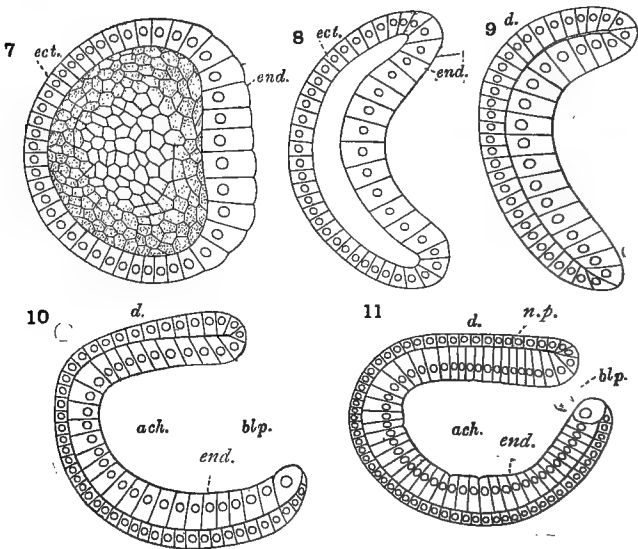 7
ect.
end.
8
ect.
end.
9
d.
10
d.
ach.
blp.
end.
11
d.
n.p.
blp.
ach.
end.